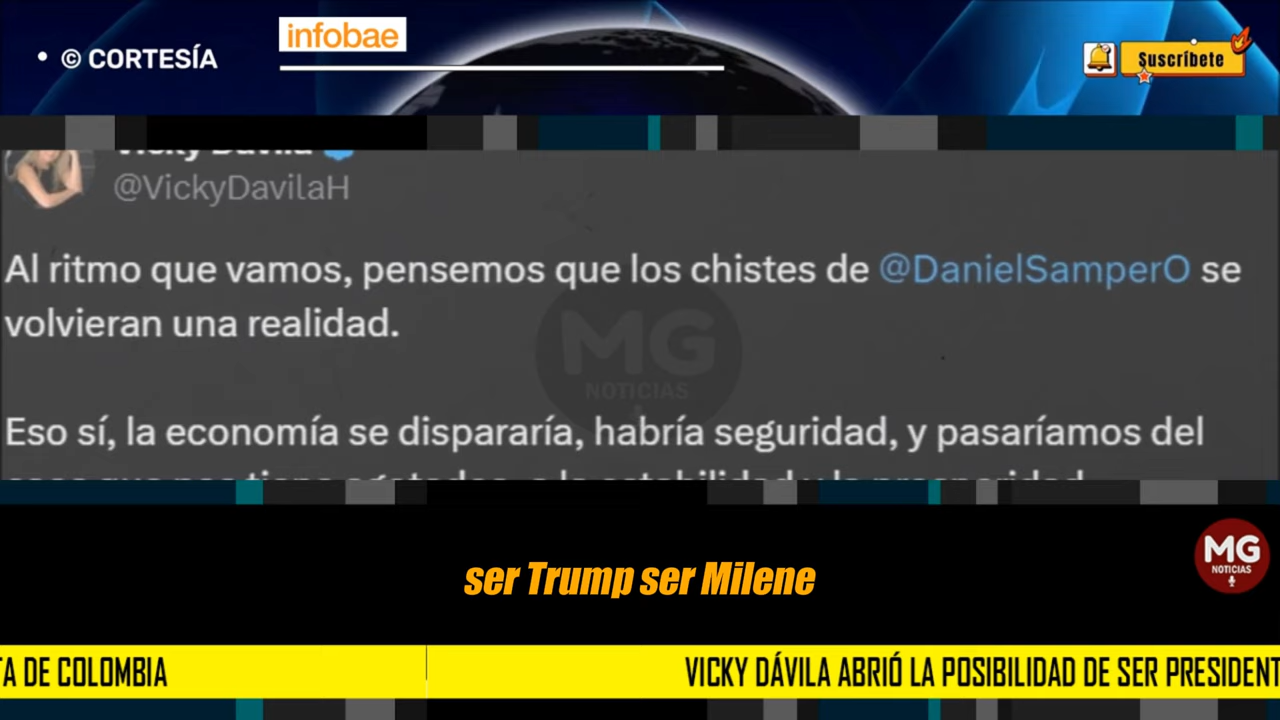 • © CORTESÍA
infobae
Suscríbete
Vicky Dávila
@VickyDavilaH
Al ritmo que vamos, pensemos que los chistes de @DanielSamperO se
volvieran una realidad.
MG
NOTICIAS
Eso sí, la economía se dispararía, habría seguridad, y pasaríamos del
ser Trump ser Milene
MG
NOTICIAS
TA DE COLOMBIA
VICKY DÁVILA ABRIÓ LA POSIBILIDAD DE SER PRESIDENT